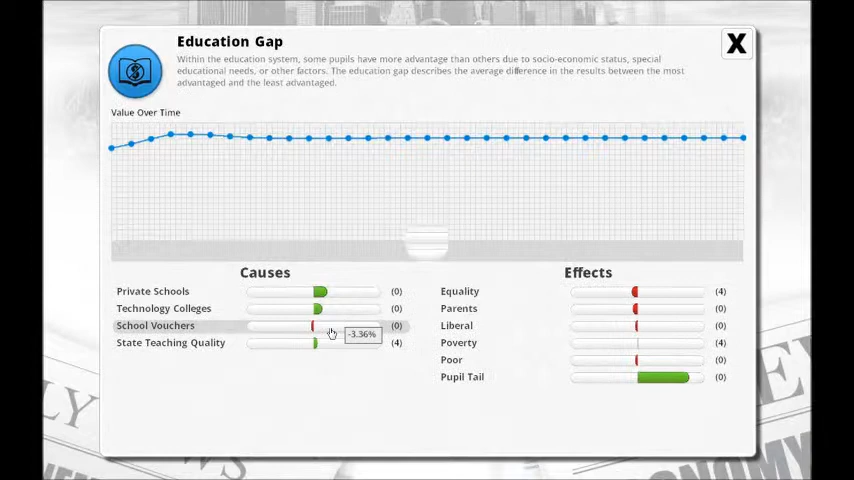 Education Gap
X
Within the education system, some pupils have more advantage than others due to socio-economic status, special
educational needs, or other factors. The education gap describes the average difference in the results between the most
advantaged and the least advantaged.
Value Over Time
Causes
Private Schools (0)
Technology Colleges (0)
School Vouchers (0)
-3.36%
State Teaching Quality (4)
Effects
Equality (4)
Parents (0)
Liberal (0)
Poverty (4)
Poor (0)
Pupil Tail (0)